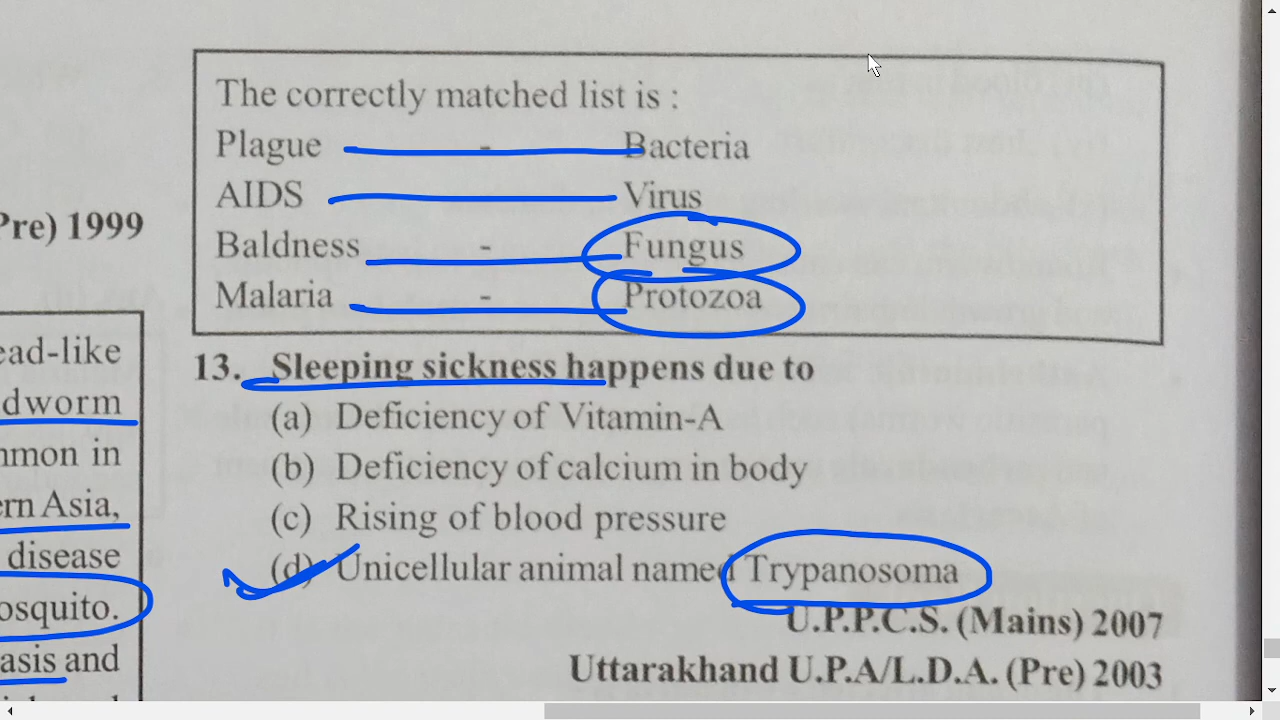 The correctly matched list is :
Plague - Bacteria
AIDS Virus
Baldness - Fungus
Malaria - Protozoa
Pre) 1999
ead-like
dworm
mmon in
ern Asia,
disease
osquito.
asis and
13. Sleeping sickness happens due to
(a) Deficiency of Vitamin-A
(b) Deficiency of calcium in body
(c) Rising of blood pressure
(d) Unicellular animal named Trypanosoma
U.P.P.C.S. (Mains) 2007
Uttarakhand U.P.A/L.D.A. (Pre) 2003